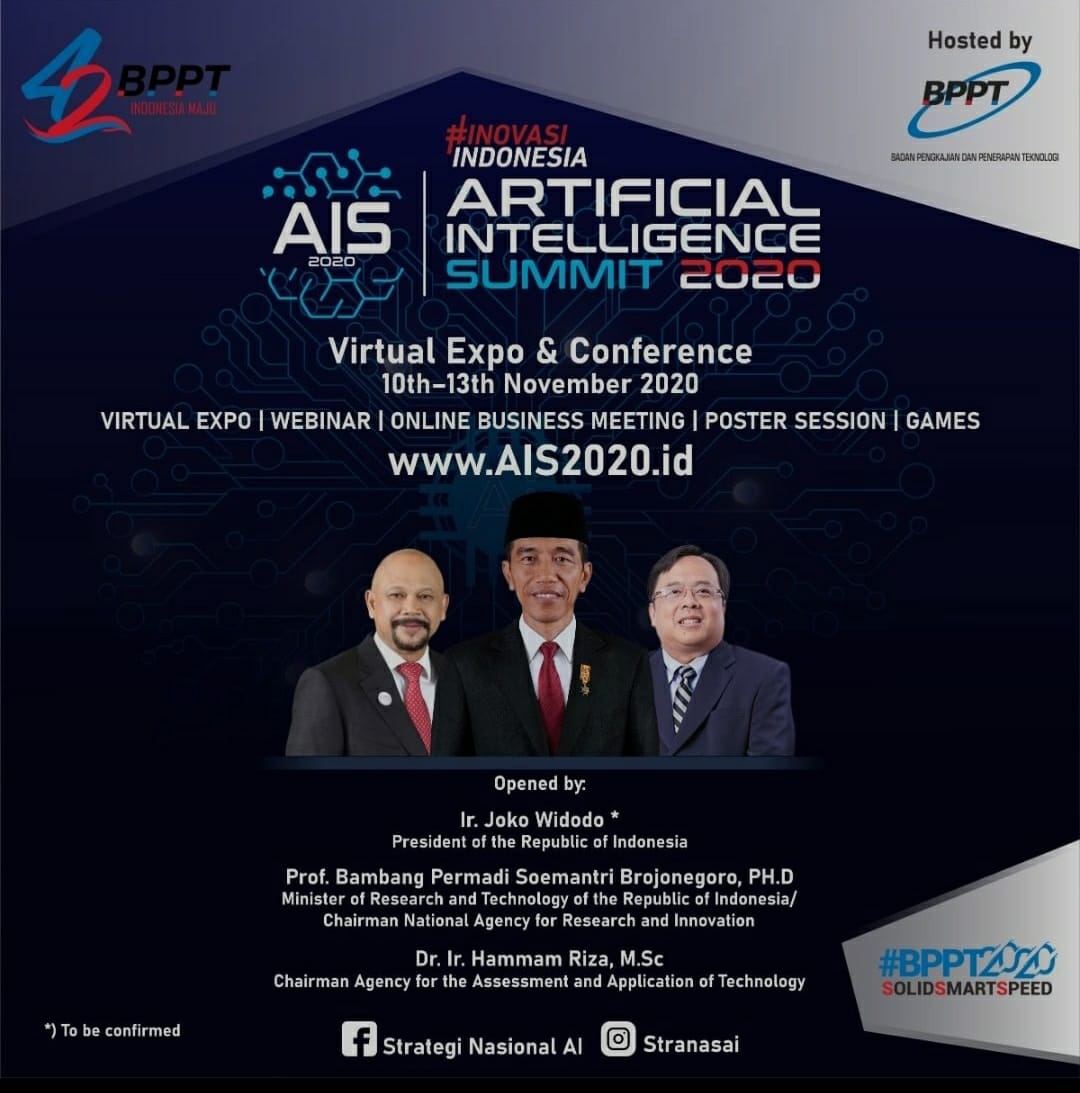 42 BPPT
INDONESIA MAJU
Hosted by
BPPT
BADAN PENGKAJIAN DAN PENERAPAN TEKNOLOGI
#INOVASI
INDONESIA
AIS
2020
ARTIFICIAL
INTELLIGENCE
SUMMIT 2020
Virtual Expo & Conference
10th–13th November 2020
VIRTUAL EXPO | WEBINAR | ONLINE BUSINESS MEETING | POSTER SESSION | GAMES
www.AIS2020.id
Opened by:
Ir. Joko Widodo *
President of the Republic of Indonesia
Prof. Bambang Permadi Soemantri Brojonegoro, PH.D
Minister of Research and Technology of the Republic of Indonesia/
Chairman National Agency for Research and Innovation
Dr. Ir. Hammam Riza, M.Sc
Chairman Agency for the Assessment and Application of Technology
#BPPT2020
SOLIDSMARTSPEED
*) To be confirmed
Strategi Nasional AI
Stranasai